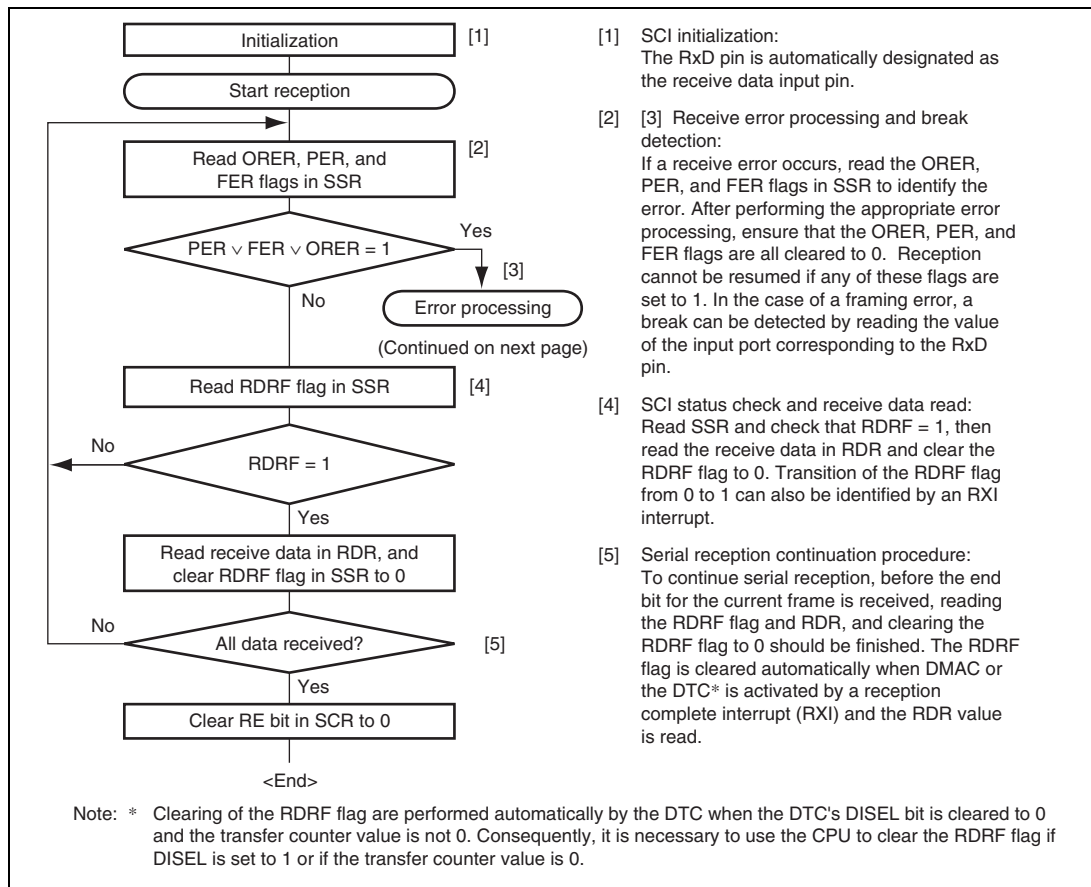 Initialization [1]
Start reception
Read ORER, PER, and
FER flags in SSR
[2]
PER ∨ FER ∨ ORER = 1
Yes
[3]
No
Error processing
(Continued on next page)
Read RDRF flag in SSR [4]
No
RDRF = 1
Yes
Read receive data in RDR, and
clear RDRF flag in SSR to 0
No
All data received? [5]
Yes
Clear RE bit in SCR to 0
<End>
[1] SCI initialization:
The RxD pin is automatically designated as
the receive data input pin.
[2] [3] Receive error processing and break
detection:
If a receive error occurs, read the ORER,
PER, and FER flags in SSR to identify the
error. After performing the appropriate error
processing, ensure that the ORER, PER, and
FER flags are all cleared to 0. Reception
cannot be resumed if any of these flags are
set to 1. In the case of a framing error, a
break can be detected by reading the value
of the input port corresponding to the RxD
pin.
[4] SCI status check and receive data read:
Read SSR and check that RDRF = 1, then
read the receive data in RDR and clear the
RDRF flag to 0. Transition of the RDRF flag
from 0 to 1 can also be identified by an RXI
interrupt.
[5] Serial reception continuation procedure:
To continue serial reception, before the end
bit for the current frame is received, reading
the RDRF flag and RDR, and clearing the
RDRF flag to 0 should be finished. The RDRF
flag is cleared automatically when DMAC or
the DTC* is activated by a reception
complete interrupt (RXI) and the RDR value
is read.
Note: * Clearing of the RDRF flag are performed automatically by the DTC when the DTC's DISEL bit is cleared to 0
and the transfer counter value is not 0. Consequently, it is necessary to use the CPU to clear the RDRF flag if
DISEL is set to 1 or if the transfer counter value is 0.